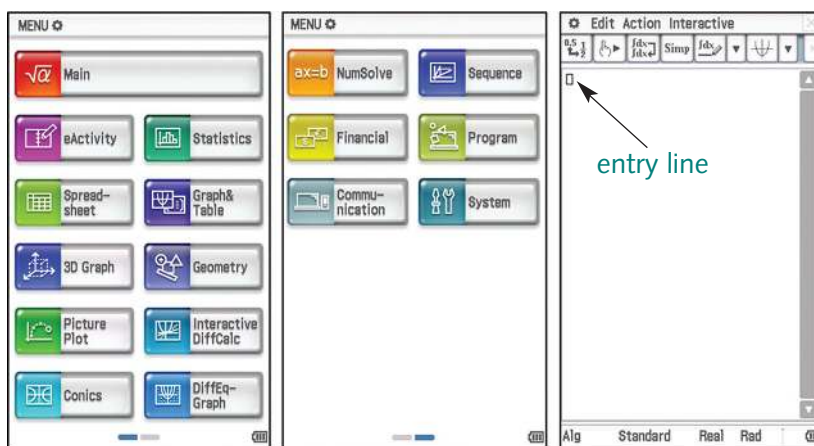 MENU
Main
eActivity
Statistics
Spread-
sheet
Graph&
Table
3D Graph
Geometry
Picture
Plot
Interactive
DiffCalc
Conics
DiffEq-
Graph
MENU
ax=b NumSolve
Sequence
Financial
Program
Commu-
nication
System
Edit Action Interactive
Simp
entry line
Alg Standard Real Rad